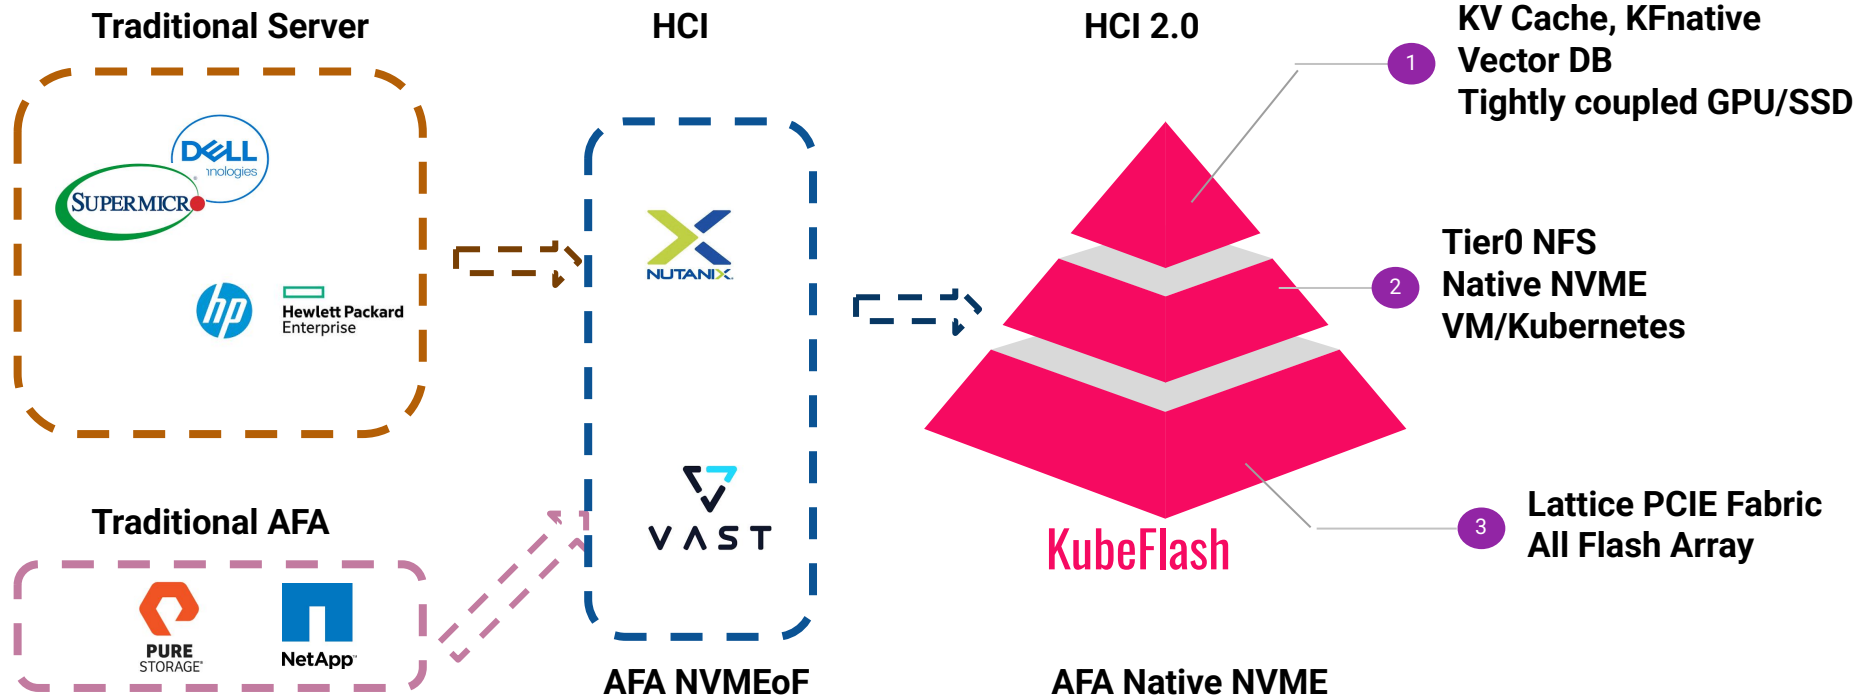 Traditional Server
HCI
HCI 2.0
KV Cache, KFnative
Vector DB
Tightly coupled GPU/SSD
1
DELL
nologies
SUPERMICR
hp
Hewlett Packard
Enterprise
NUTANIX
Tier0 NFS
Native NVME
VM/Kubernetes
2
VAST
Traditional AFA
PURE
STORAGE
NetApp
KubeFlash
Lattice PCIE Fabric
All Flash Array
3
AFA NVMEoF
AFA Native NVME